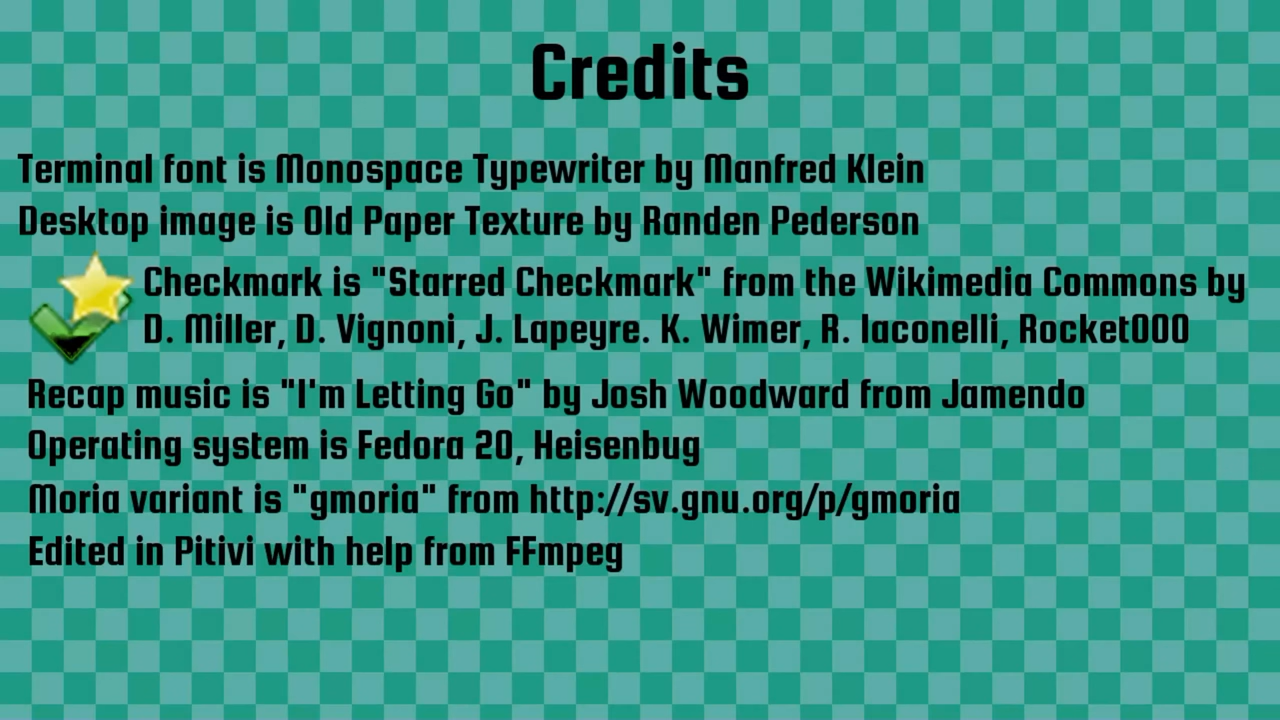 Credits
Terminal font is Monospace Typewriter by Manfred Klein
Desktop image is Old Paper Texture by Randen Pederson
Checkmark is "Starred Checkmark" from the Wikimedia Commons by
D. Miller, D. Vignoni, J. Lapeyre. K. Wimer, R. Iaconelli, Rocket000
Recap music is "I'm Letting Go" by Josh Woodward from Jamendo
Operating system is Fedora 20, Heisenbug
Moria variant is "gmoria" from http://sv.gnu.org/p/gmoria
Edited in Pitivi with help from FFmpeg